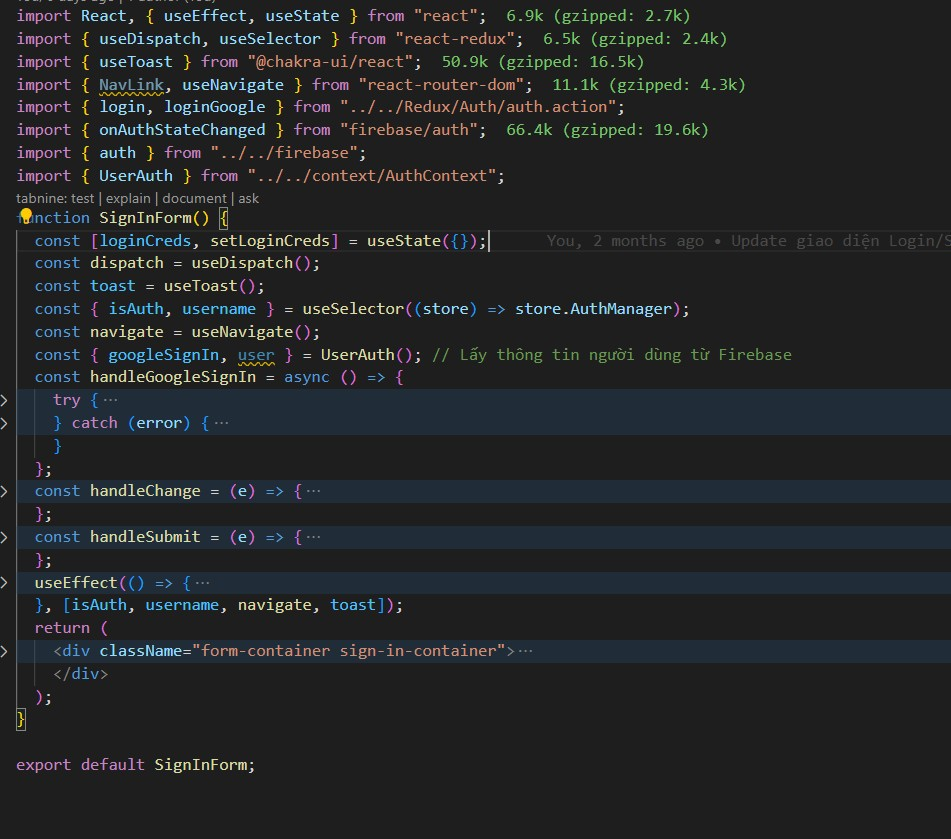 import React, { useEffect, useState } from "react";  6.9k (gzipped: 2.7k)
import { useDispatch, useSelector } from "react-redux";  6.5k (gzipped: 2.4k)
import { useToast } from "@chakra-ui/react";  50.9k (gzipped: 16.5k)
import { NavLink, useNavigate } from "react-router-dom";  11.1k (gzipped: 4.3k)
import { login, loginGoogle } from "../../Redux/Auth/auth.action";
import { onAuthStateChanged } from "firebase/auth";  66.4k (gzipped: 19.6k)
import { auth } from "../../firebase";
import { UserAuth } from "../../context/AuthContext";
tabnine: test | explain | document | ask
function SignInForm() {
  const [loginCreds, setLoginCreds] = useState({});      You, 2 months ago • Update giao diện Login/S
  const dispatch = useDispatch();
  const toast = useToast();
  const { isAuth, username } = useSelector((store) => store.AuthManager);
  const navigate = useNavigate();
  const { googleSignIn, user } = UserAuth(); // Lấy thông tin người dùng từ Firebase
  const handleGoogleSignIn = async () => {
    try {···
    } catch (error) {···
    }
  };
  const handleChange = (e) => {···
  };
  const handleSubmit = (e) => {···
  };
  useEffect(() => {···
  }, [isAuth, username, navigate, toast]);
  return (
    <div className="form-container sign-in-container">···
    </div>
  );
}
export default SignInForm;